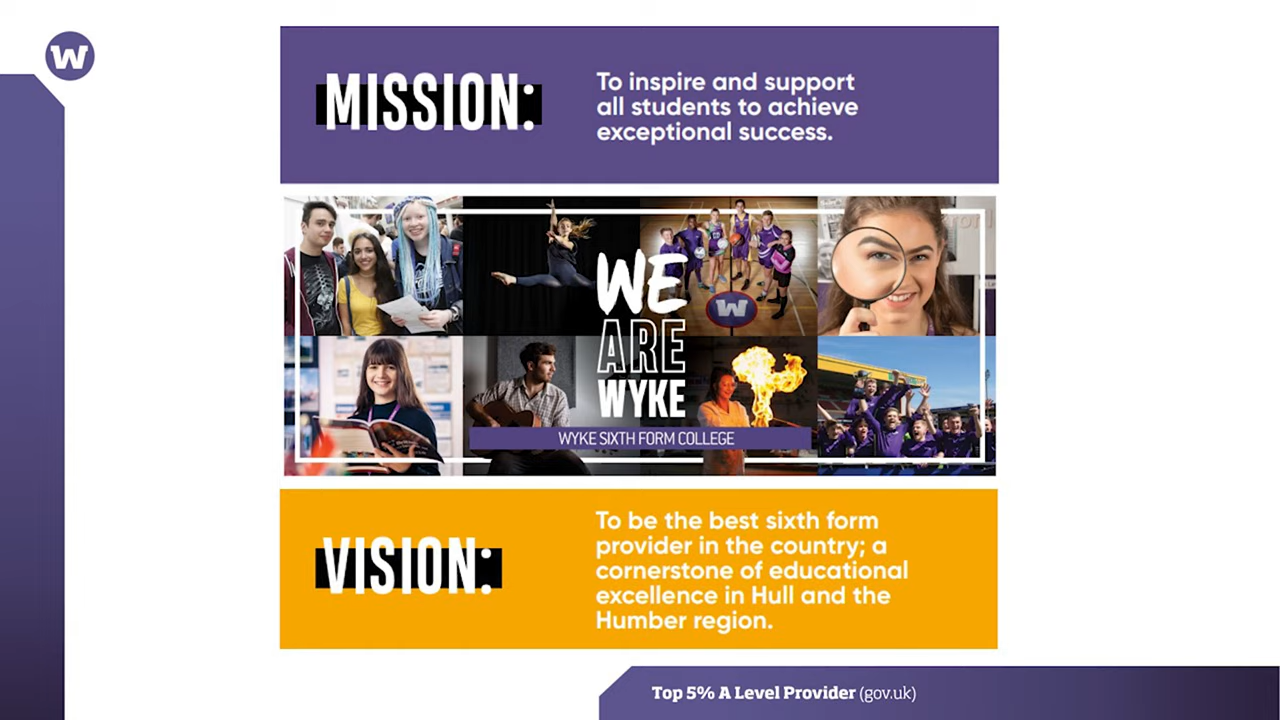 W
MISSION:
To inspire and support
all students to achieve
exceptional success.
W
WE
ARE
WYKE
WYKE SIXTH FORM COLLEGE
VISION:
To be the best sixth form
provider in the country; a
cornerstone of educational
excellence in Hull and the
Humber region.
Top 5% A Level Provider (gov.uk)